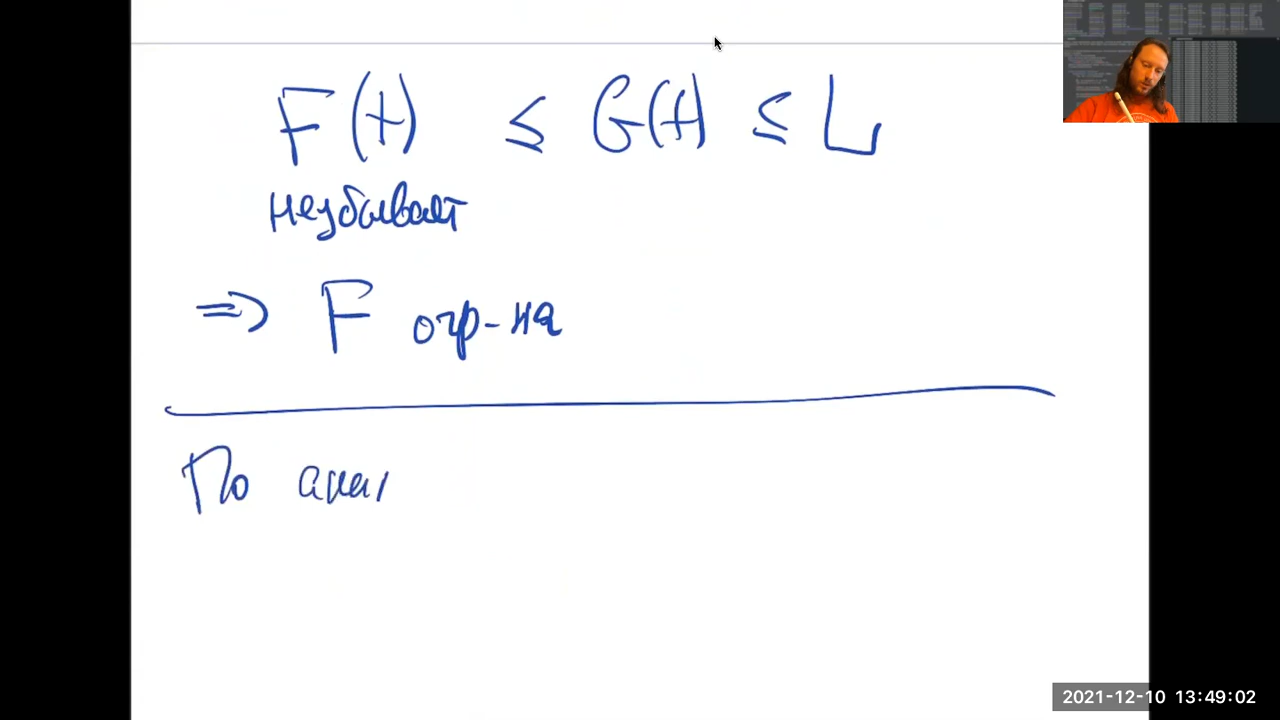 F(t) ≤ G(t) ≤ L
неубывает
⇒ F огр-на
По анал
2021-12-10 13:49:02